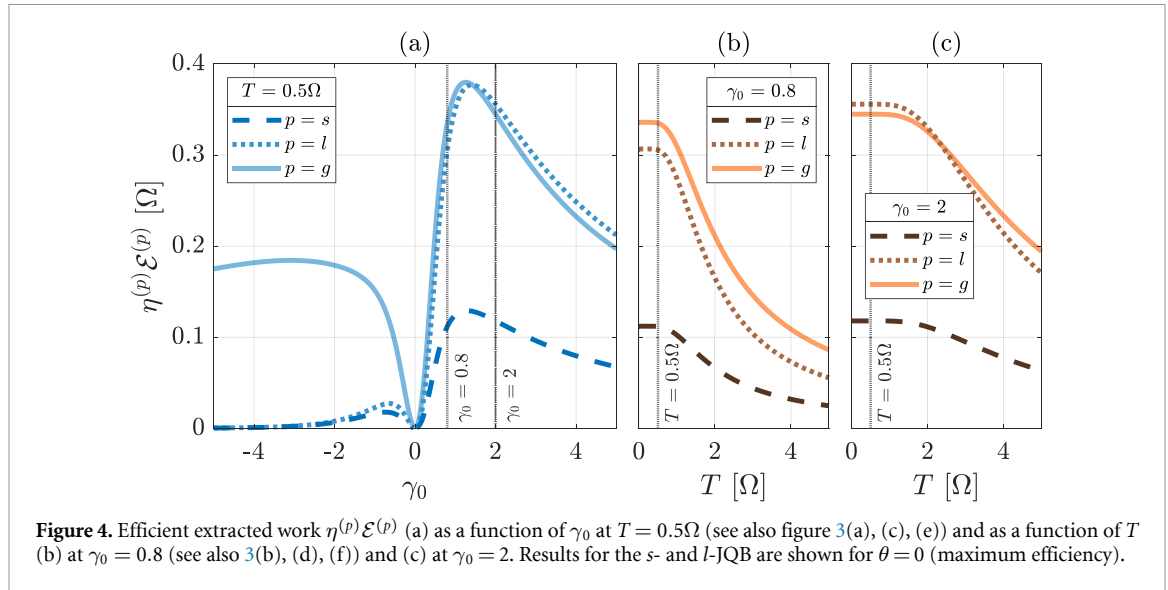 (a)
(b)
(c)
η^(p) ℰ^(p) [Ω]
0.4
0.3
0.2
0.1
0
T = 0.5Ω
p = s
p = l
p = g
γ₀ = 0.8
γ₀ = 2
-4 -2 0 2 4
γ₀
γ₀ = 0.8
p = s
p = l
p = g
T = 0.5Ω
0 2 4
T [Ω]
γ₀ = 2
p = s
p = l
p = g
T = 0.5Ω
0 2 4
T [Ω]
Figure 4. Efficient extracted work η^(p)ℰ^(p) (a) as a function of γ₀ at T = 0.5Ω (see also figure 3(a), (c), (e)) and as a function of T
(b) at γ₀ = 0.8 (see also 3(b), (d), (f)) and (c) at γ₀ = 2. Results for the s- and l-JQB are shown for θ = 0 (maximum efficiency).